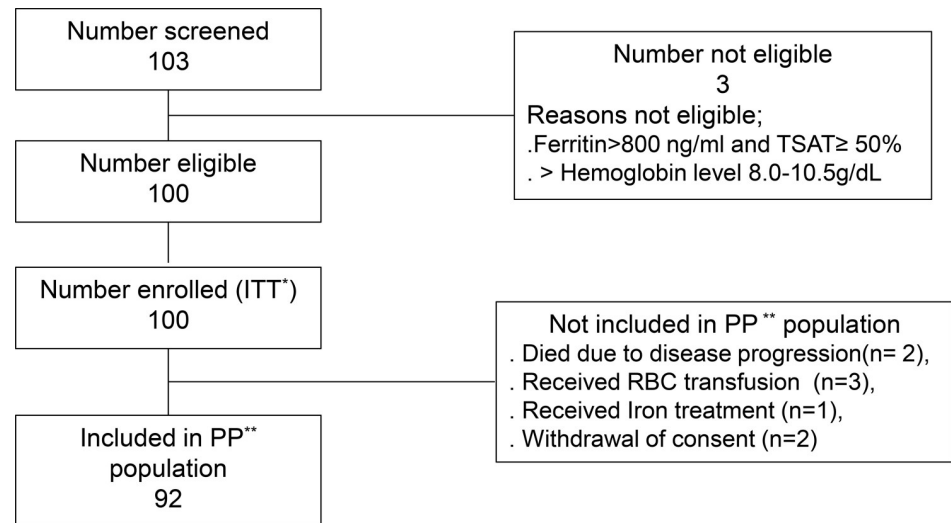 Number screened
103
Number not eligible
3
Reasons not eligible;
.Ferritin>800 ng/ml and TSAT≥ 50%
. > Hemoglobin level 8.0-10.5g/dL
Number eligible
100
Number enrolled (ITT*)
100
Not included in PP** population
. Died due to disease progression(n= 2),
. Received RBC transfusion (n=3),
. Received Iron treatment (n=1),
. Withdrawal of consent (n=2)
Included in PP**
population
92